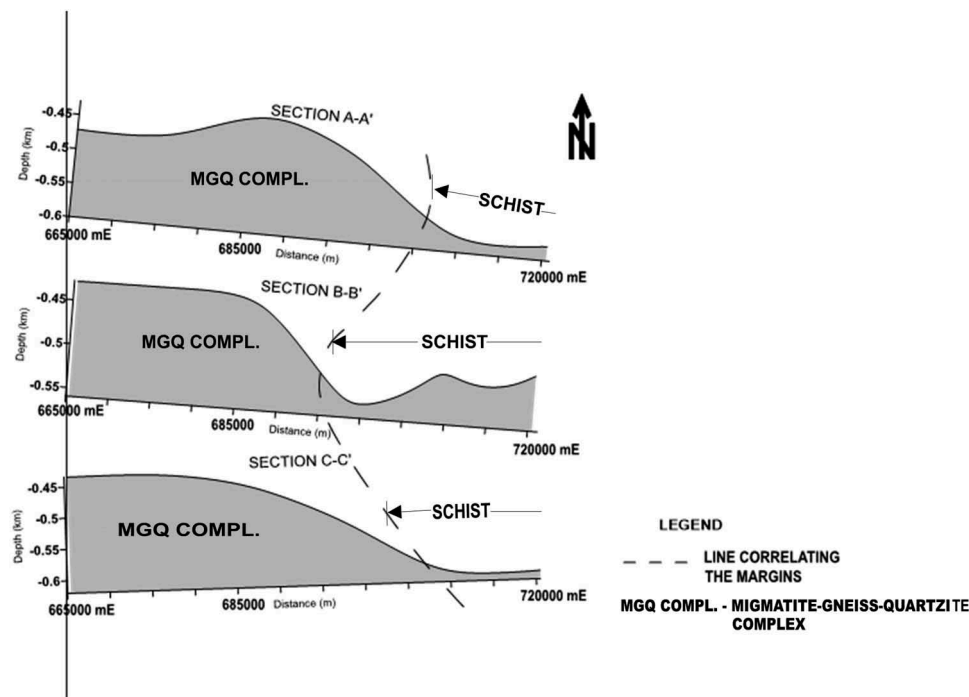 SECTION A-A'
N
-0.45
-0.5
-0.55
-0.6
Depth (km)
MGQ COMPL.
SCHIST
665000 mE
685000
Distance (m)
720000 mE
SECTION B-B'
-0.45
-0.5
-0.55
Depth (km)
MGQ COMPL.
SCHIST
665000 mE
685000
Distance (m)
720000 mE
SECTION C-C'
-0.45
-0.5
-0.55
-0.6
Depth (km)
MGQ COMPL.
SCHIST
665000 mE
685000
Distance (m)
720000 mE
LEGEND
LINE CORRELATING
THE MARGINS
MGQ COMPL. - MIGMATITE-GNEISS-QUARTZITE
COMPLEX